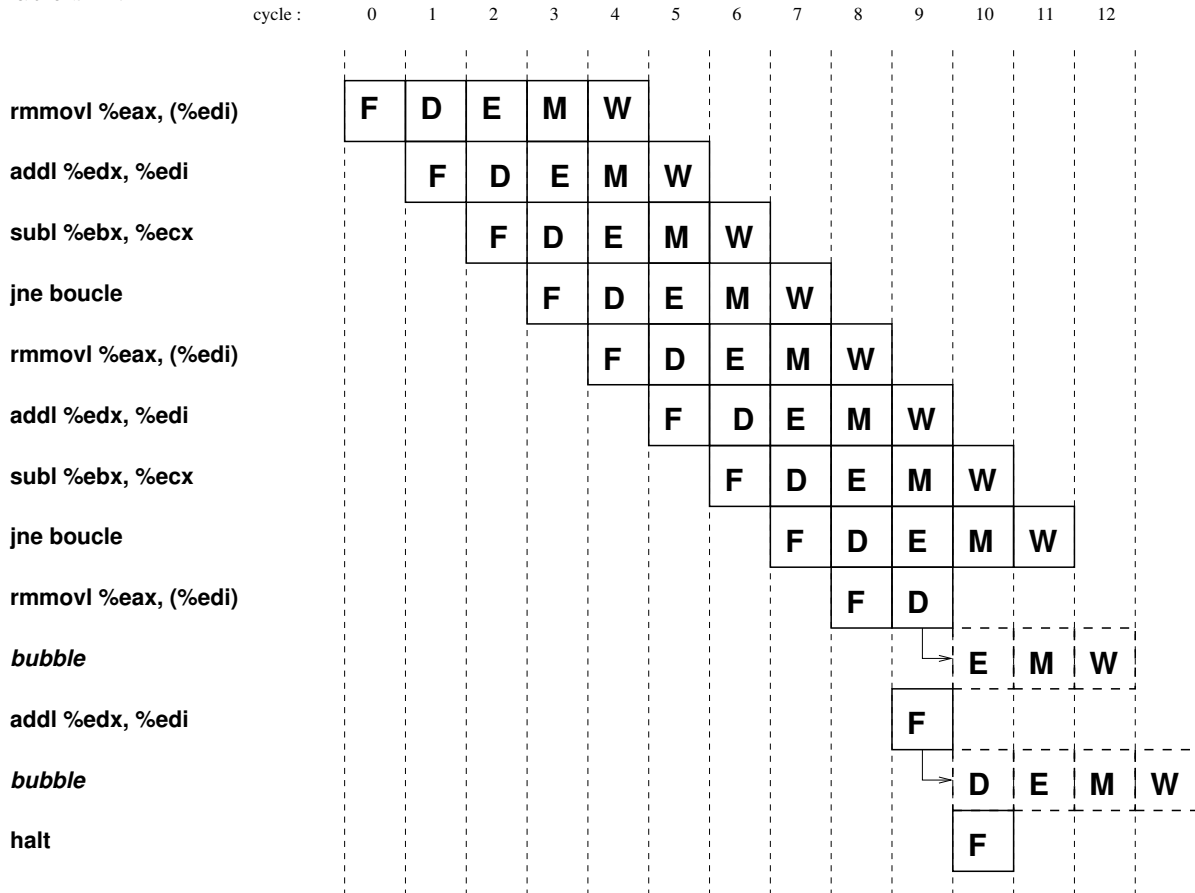 cycle : 0 1 2 3 4 5 6 7 8 9 10 11 12
rmmovl %eax, (%edi) F D E M W
addl %edx, %edi F D E M W
subl %ebx, %ecx F D E M W
jne boucle F D E M W
rmmovl %eax, (%edi) F D E M W
addl %edx, %edi F D E M W
subl %ebx, %ecx F D E M W
jne boucle F D E M W
rmmovl %eax, (%edi) F D
bubble E M W
addl %edx, %edi F
bubble D E M W
halt F